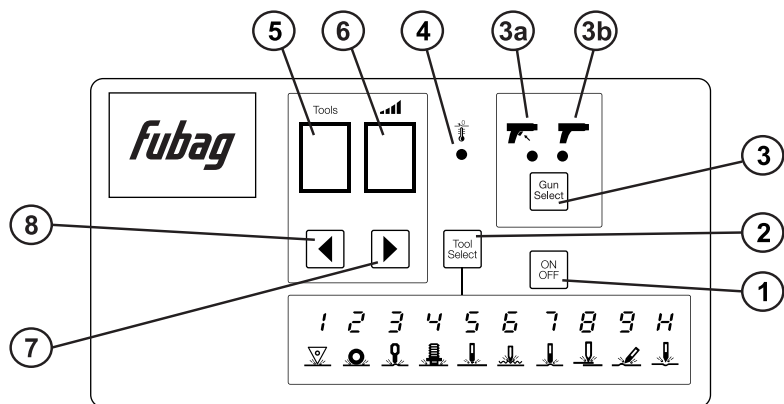 5 6 4 3a 3b
Tools
fubag
3
Gun
Select
8
2
Tool
Select
ON
OFF
1
1 2 3 4 5 6 7 8 9 H
7